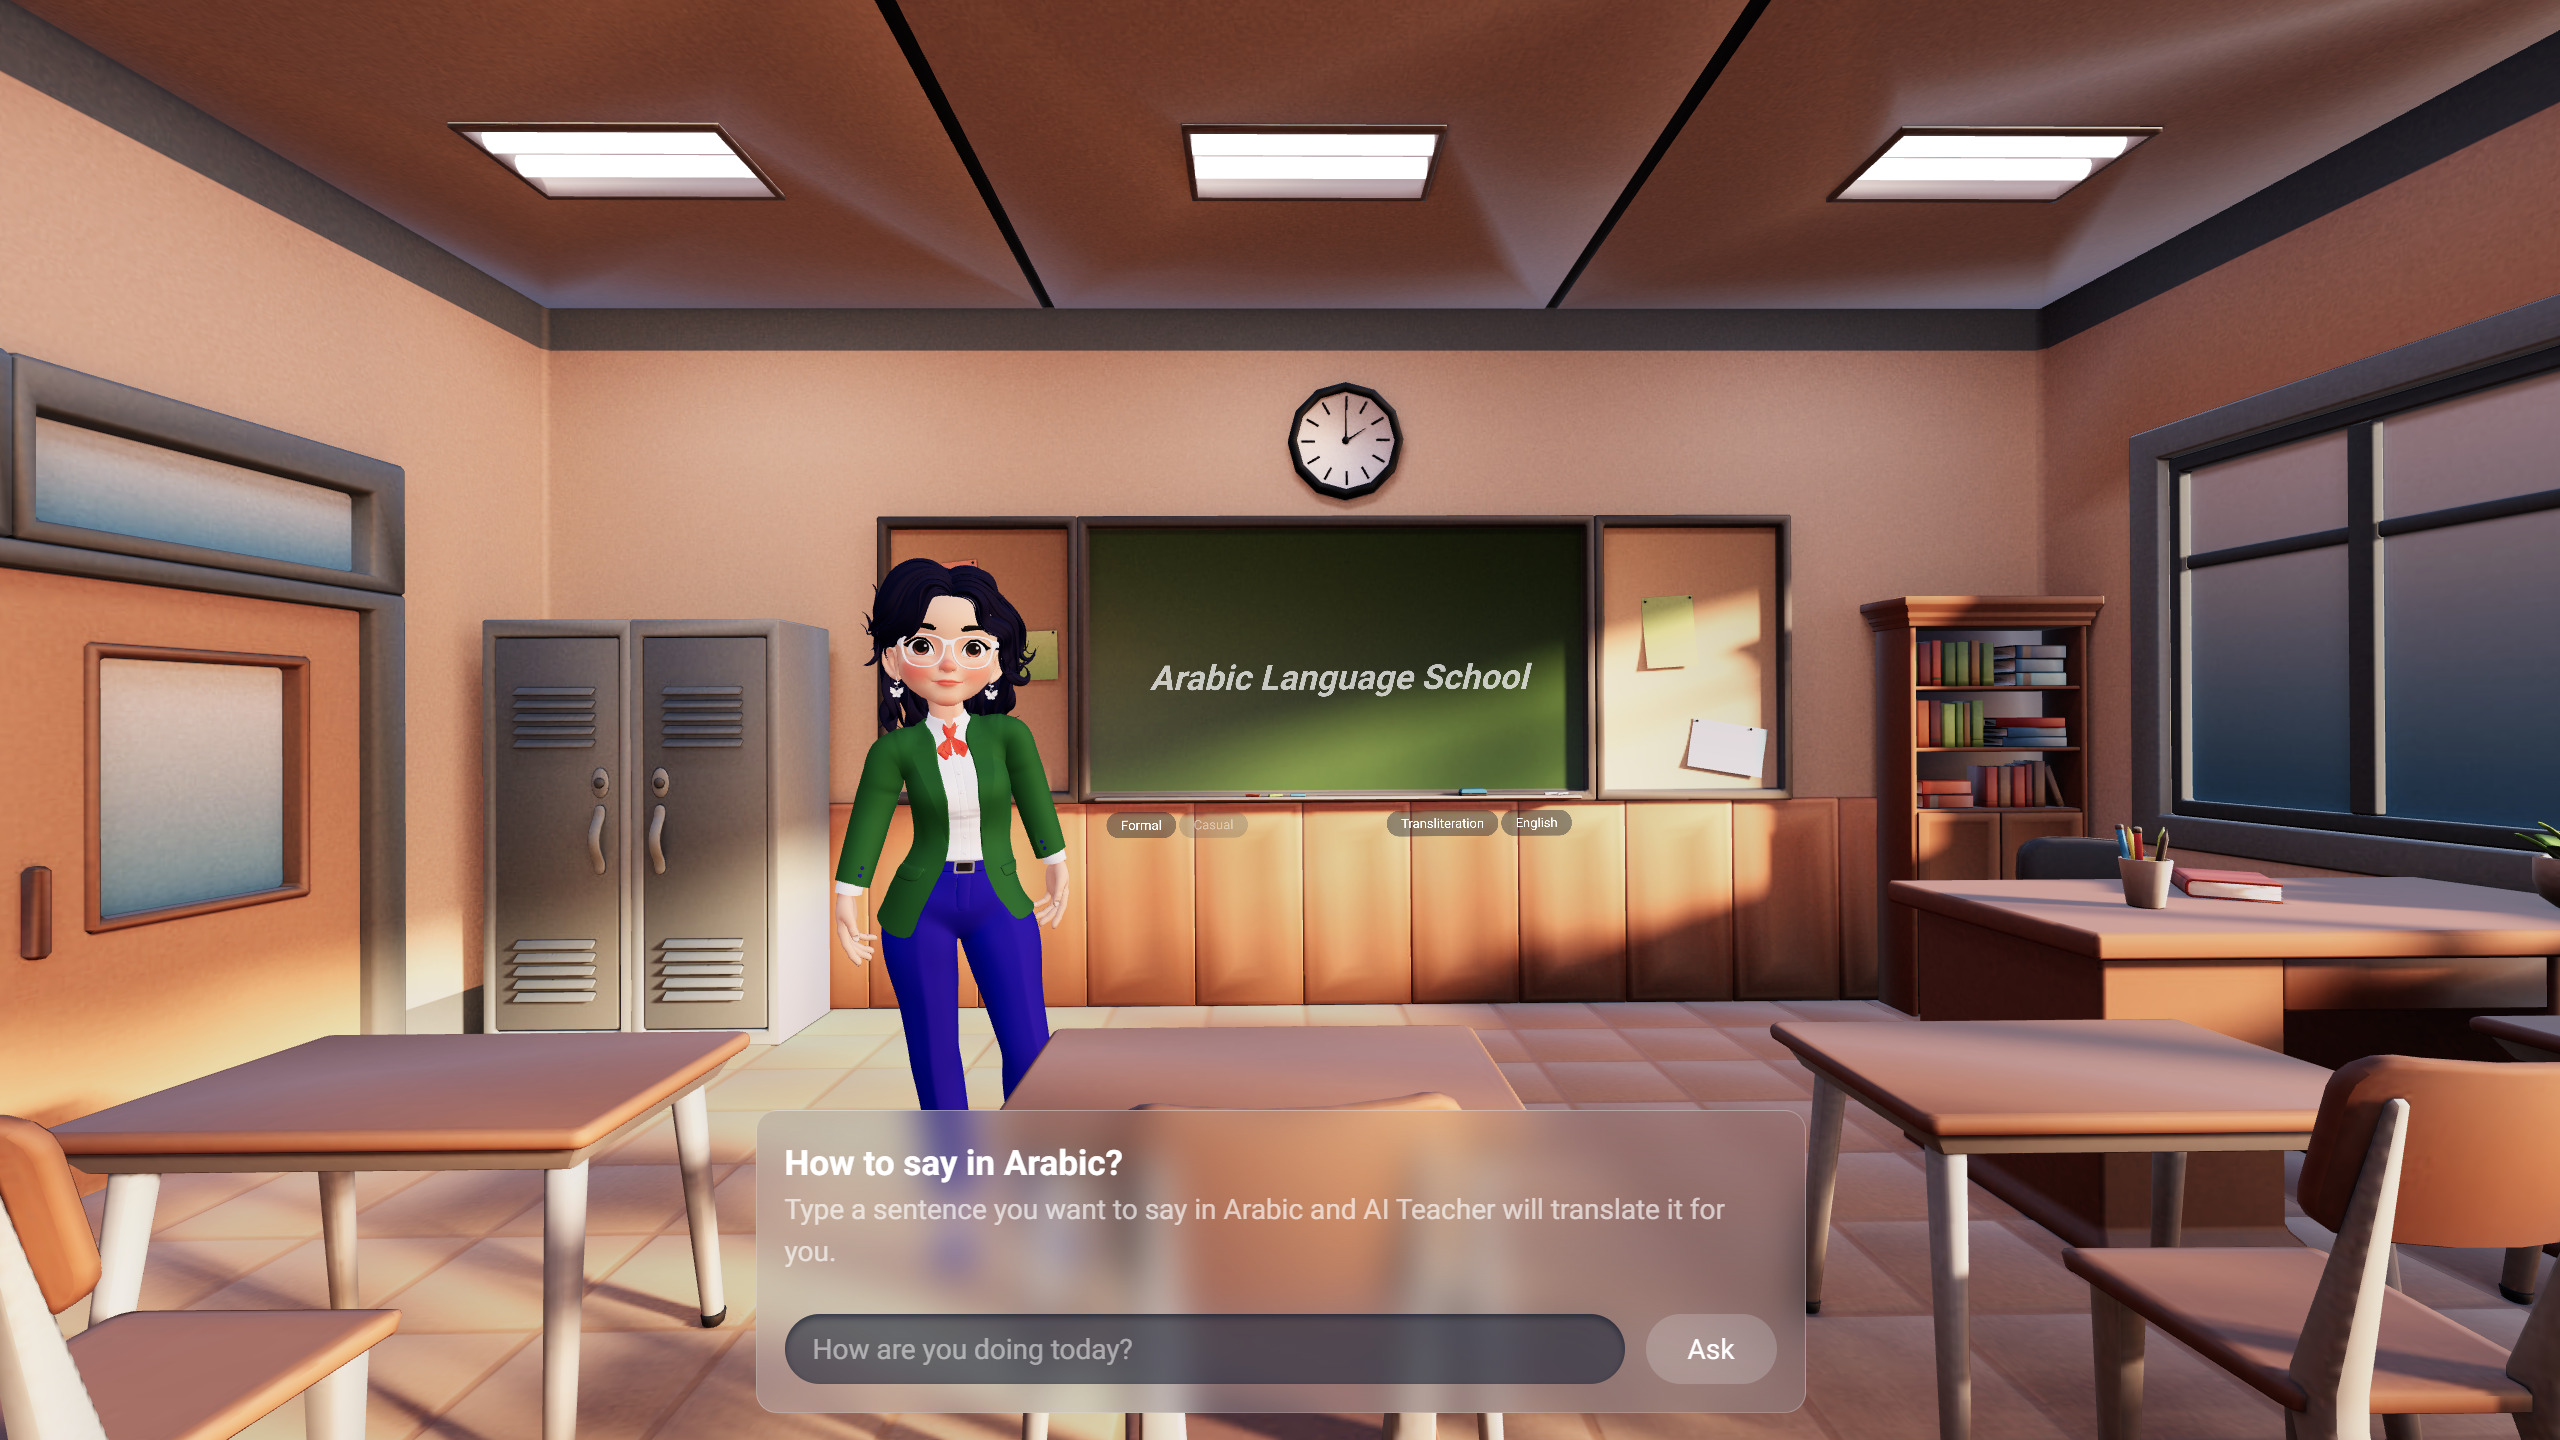 Arabic Language School
Formal
Casual
Transliteration
English
How to say in Arabic?
Type a sentence you want to say in Arabic and AI Teacher will translate it for
you.
How are you doing today?
Ask